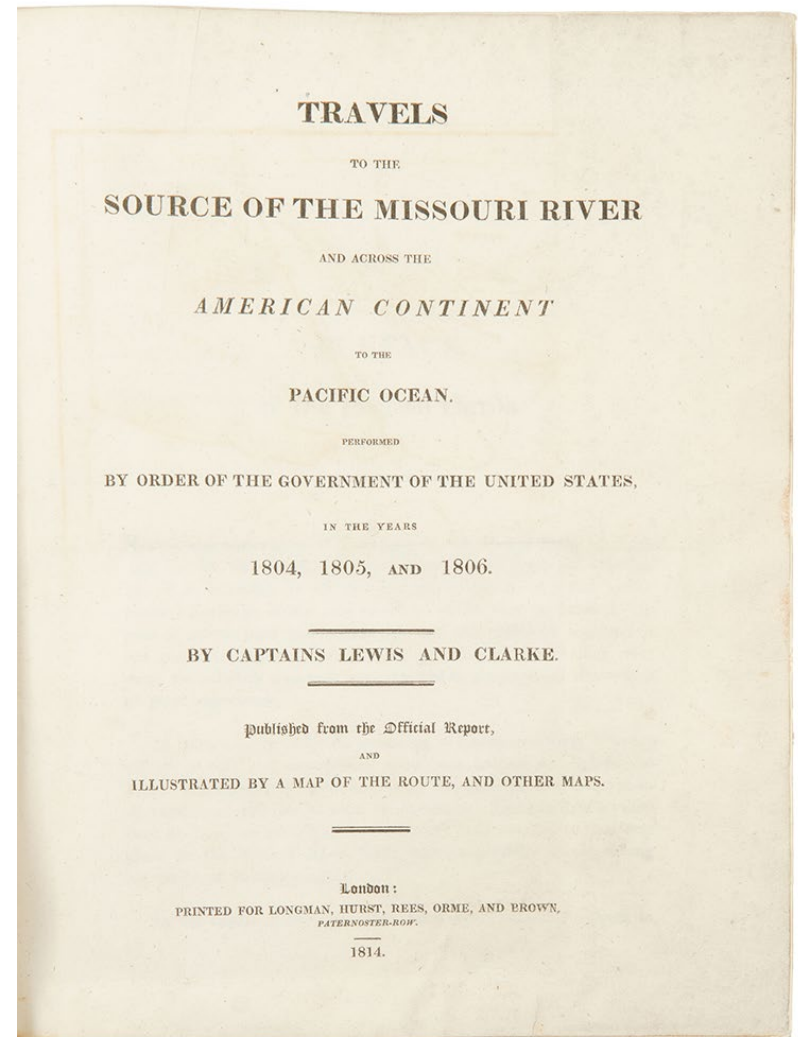 TRAVELS
TO THE
SOURCE OF THE MISSOURI RIVER
AND ACROSS THE
AMERICAN CONTINENT
TO THE
PACIFIC OCEAN.
PERFORMED
BY ORDER OF THE GOVERNMENT OF THE UNITED STATES,
IN THE YEARS
1804, 1805, AND 1806.
BY CAPTAINS LEWIS AND CLARKE.
Published from the Official Report,
AND
ILLUSTRATED BY A MAP OF THE ROUTE, AND OTHER MAPS.
London:
PRINTED FOR LONGMAN, HURST, REES, ORME, AND BROWN,
PATERNOSTER-ROW.
1814.